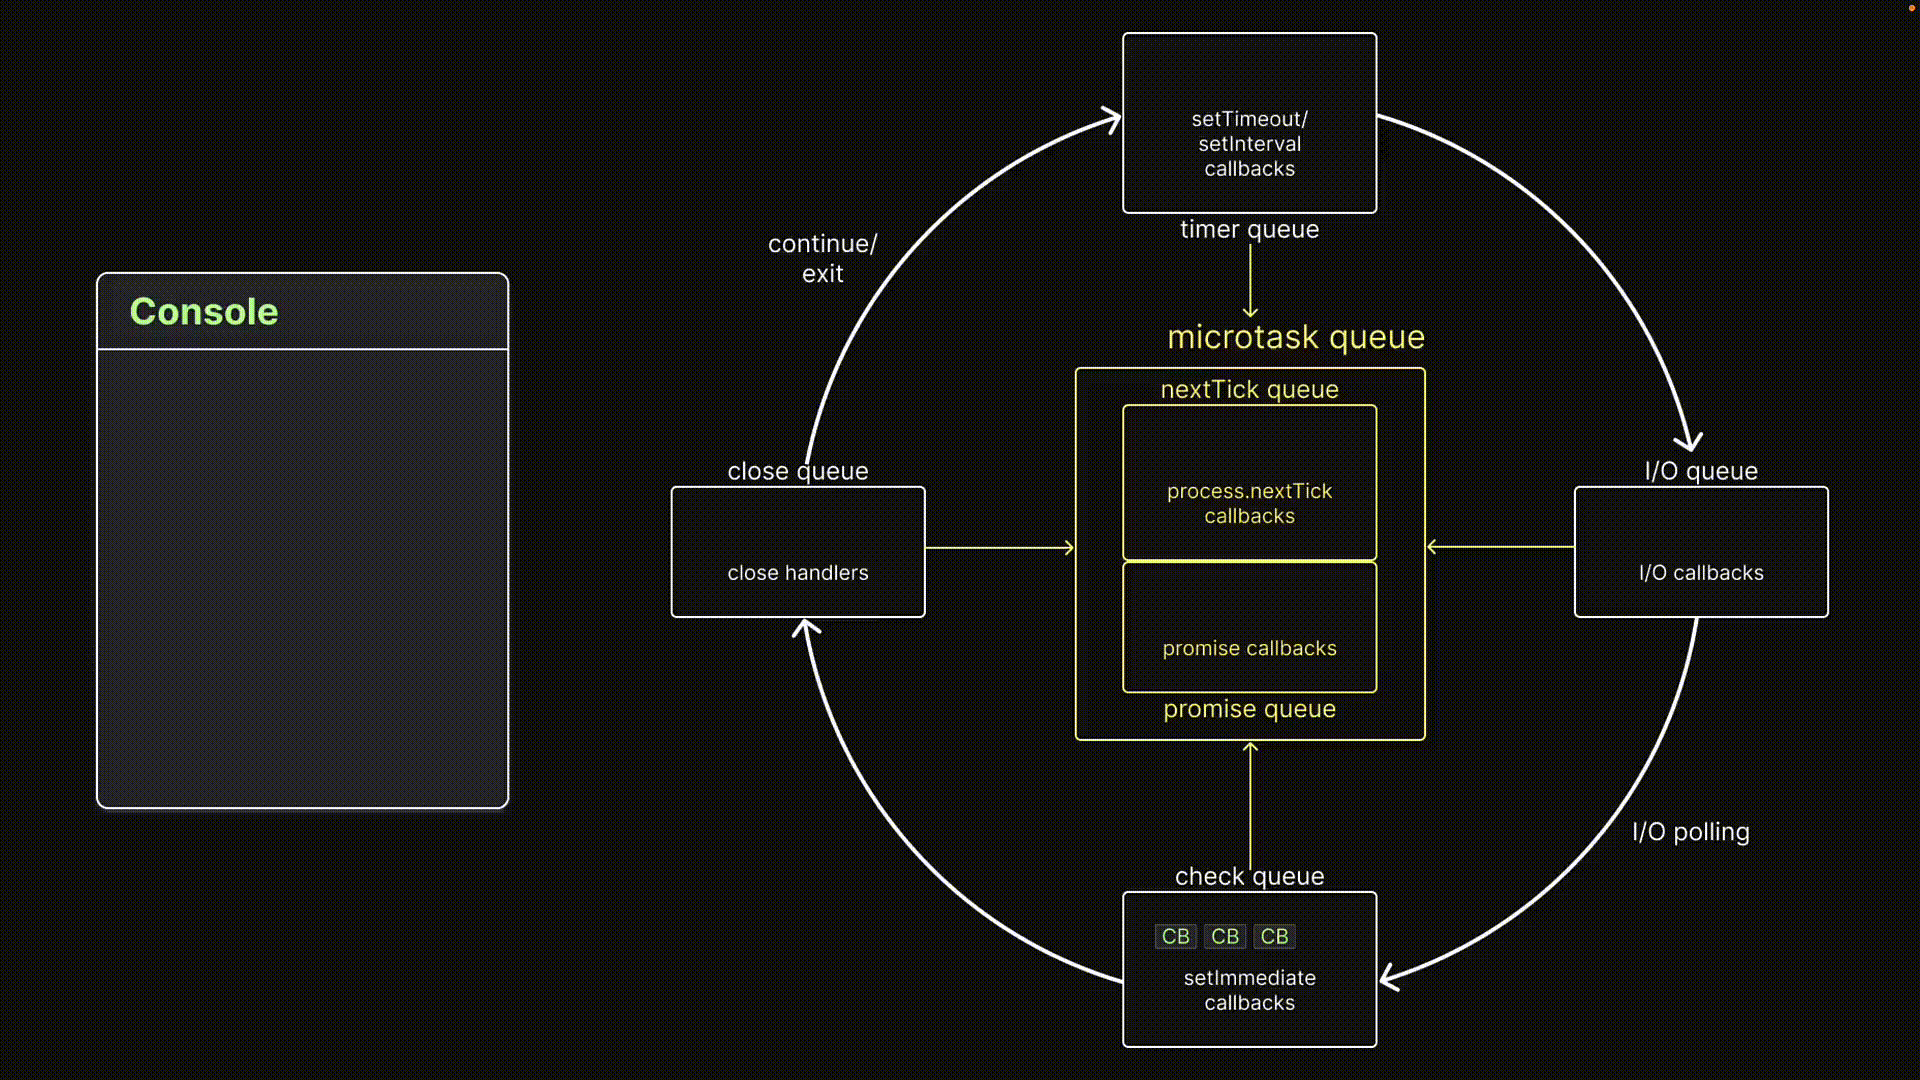 Console
continue/
exit
setTimeout/
setInterval
callbacks
timer queue
microtask queue
nextTick queue
process.nextTick
callbacks
promise callbacks
promise queue
close queue
close handlers
I/O queue
I/O callbacks
I/O polling
check queue
CB CB CB
setImmediate
callbacks